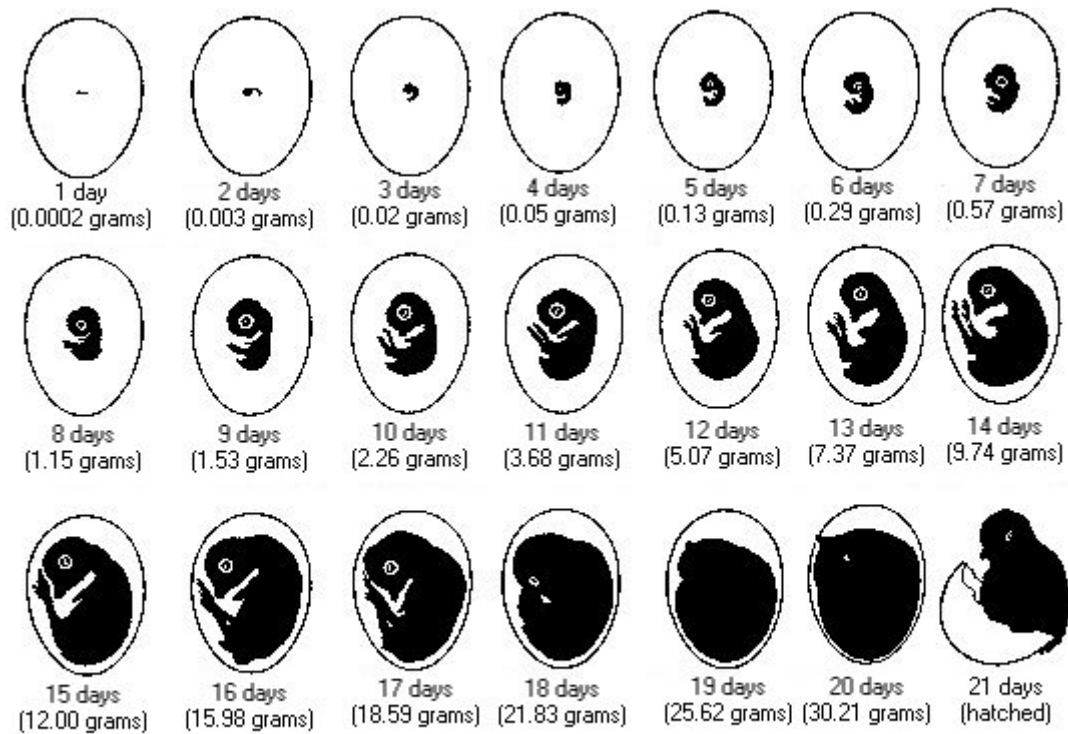 1 day
(0.0002 grams)
2 days
(0.003 grams)
3 days
(0.02 grams)
4 days
(0.05 grams)
5 days
(0.13 grams)
6 days
(0.29 grams)
7 days
(0.57 grams)
8 days
(1.15 grams)
9 days
(1.53 grams)
10 days
(2.26 grams)
11 days
(3.68 grams)
12 days
(5.07 grams)
13 days
(7.37 grams)
14 days
(9.74 grams)
15 days
(12.00 grams)
16 days
(15.98 grams)
17 days
(18.59 grams)
18 days
(21.83 grams)
19 days
(25.62 grams)
20 days
(30.21 grams)
21 days
(hatched)